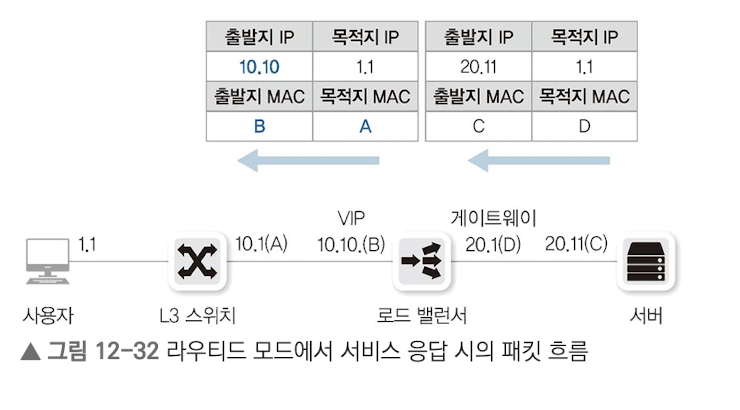 출발지 IP 목적지 IP 출발지 IP 목적지 IP
10.10 1.1 20.11 1.1
출발지 MAC 목적지 MAC 출발지 MAC 목적지 MAC
B A C D
VIP 게이트웨이
1.1 10.1(A) 10.10.(B) 20.1(D) 20.11(C)
사용자 L3 스위치 로드 밸런서 서버
▲ 그림 12-32 라우티드 모드에서 서비스 응답 시의 패킷 흐름